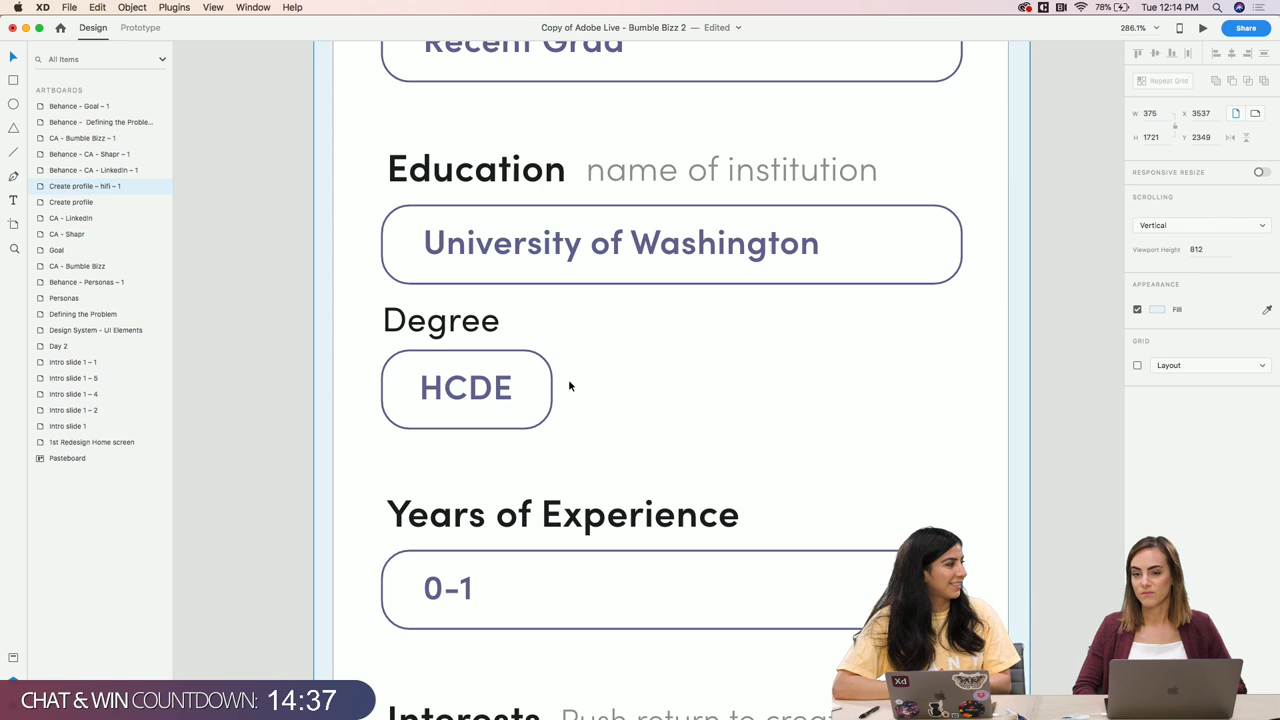 XD File Edit Object Plugins View Window Help
78% Tue 12:14 PM
Design Prototype
Copy of Adobe Live - Bumble Bizz 2 — Edited
286.1%
Share
All Items
ARTBOARDS
Behance - Goal – 1
Behance - Defining the Proble...
CA - Bumble Bizz – 1
Behance - CA - Shapr – 1
Behance - CA - LinkedIn – 1
Create profile – hifi – 1
Create profile
CA - LinkedIn
CA - Shapr
Goal
CA - Bumble Bizz
Behance - Personas – 1
Personas
Defining the Problem
Design System - UI Elements
Day 2
Intro slide 1 – 1
Intro slide 1 – 5
Intro slide 1 – 4
Intro slide 1 – 2
Intro slide 1
1st Redesign Home screen
Pasteboard
Recent Grad
Education name of institution
University of Washington
Degree
HCDE
Years of Experience
0-1
Interests Push return to creat
Repeat Grid
W 375 X 3537
H 1721 Y 2349
RESPONSIVE RESIZE
SCROLLING
Vertical
Viewport Height 812
APPEARANCE
Fill
GRID
Layout
CHAT & WIN COUNTDOWN: 14:37
Xd